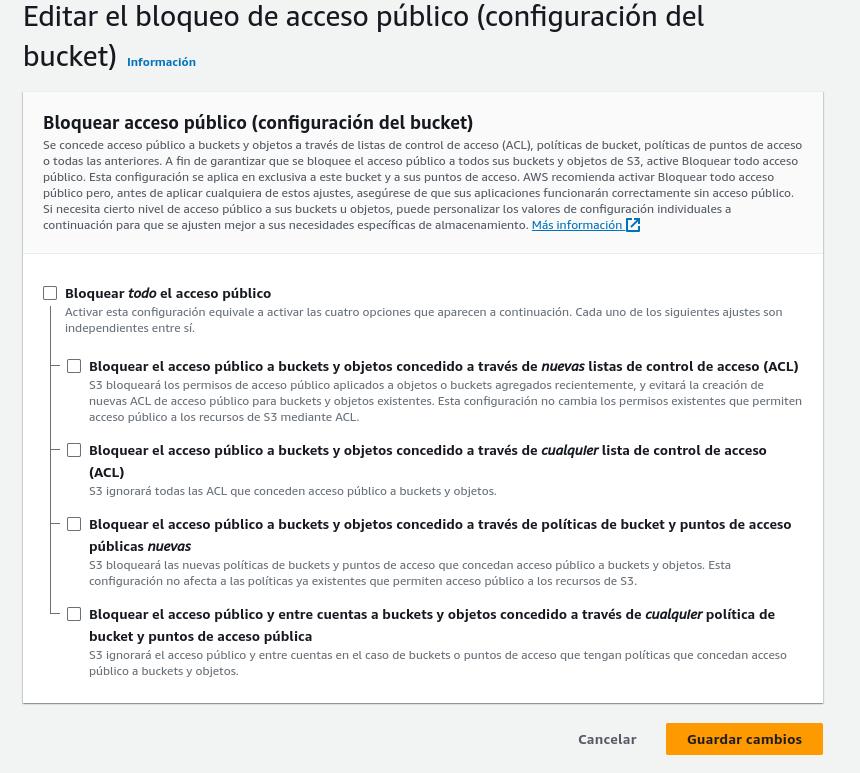 Editar el bloqueo de acceso público (configuración del
bucket) Información
Bloquear acceso público (configuración del bucket)
Se concede acceso público a buckets y objetos a través de listas de control de acceso (ACL), políticas de bucket, políticas de puntos de acceso
o todas las anteriores. A fin de garantizar que se bloquee el acceso público a todos sus buckets y objetos de S3, active Bloquear todo acceso
público. Esta configuración se aplica en exclusiva a este bucket y a sus puntos de acceso. AWS recomienda activar Bloquear todo acceso
público pero, antes de aplicar cualquiera de estos ajustes, asegúrese de que sus aplicaciones funcionarán correctamente sin acceso público.
Si necesita cierto nivel de acceso público a sus buckets u objetos, puede personalizar los valores de configuración individuales a
continuación para que se ajusten mejor a sus necesidades específicas de almacenamiento. Más información
Bloquear todo el acceso público
Activar esta configuración equivale a activar las cuatro opciones que aparecen a continuación. Cada uno de los siguientes ajustes son
independientes entre sí.
Bloquear el acceso público a buckets y objetos concedido a través de nuevas listas de control de acceso (ACL)
S3 bloqueará los permisos de acceso público aplicados a objetos o buckets agregados recientemente, y evitará la creación de
nuevas ACL de acceso público para buckets y objetos existentes. Esta configuración no cambia los permisos existentes que permiten
acceso público a los recursos de S3 mediante ACL.
Bloquear el acceso público a buckets y objetos concedido a través de cualquier lista de control de acceso
(ACL)
S3 ignorará todas las ACL que conceden acceso público a buckets y objetos.
Bloquear el acceso público a buckets y objetos concedido a través de políticas de bucket y puntos de acceso
públicas nuevas
S3 bloqueará las nuevas políticas de buckets y puntos de acceso que concedan acceso público a buckets y objetos. Esta
configuración no afecta a las políticas ya existentes que permiten acceso público a los recursos de S3.
Bloquear el acceso público y entre cuentas a buckets y objetos concedido a través de cualquier política de
bucket y puntos de acceso pública
S3 ignorará el acceso público y entre cuentas en el caso de buckets o puntos de acceso que tengan políticas que concedan acceso
público a buckets y objetos.
Cancelar Guardar cambios